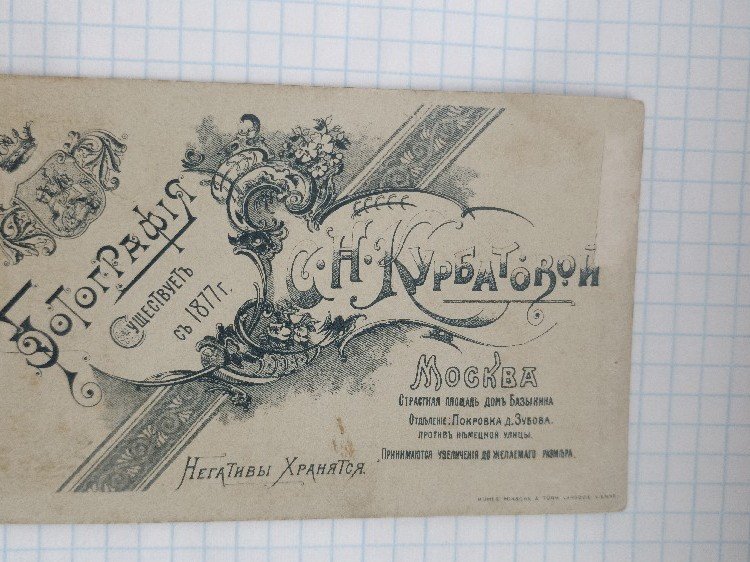 Фотографія
Существуетъ
съ 1877 г.
С. Н. Курбатовой
Москва
Страстная площадь домъ Базыкина
Отдѣленіе: Покровка д. Зубова.
противъ Нѣмецкой улицы.
Принимаются увеличенія до желаемаго размѣра.
Негативы Хранятся.